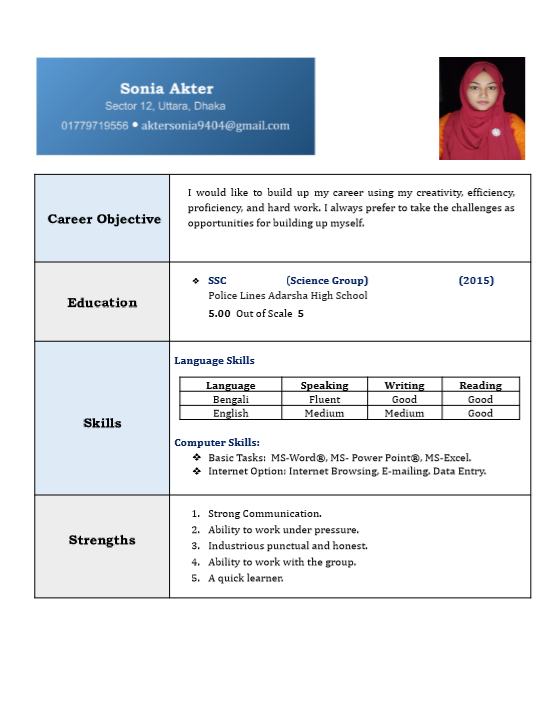 Sonia Akter
Sector 12, Uttara, Dhaka
01779719556 ● aktersonia9404@gmail.com
Career Objective
I would like to build up my career using my creativity, efficiency,
proficiency, and hard work. I always prefer to take the challenges as
opportunities for building up myself.
Education
❖ SSC (Science Group) (2015)
Police Lines Adarsha High School
5.00 Out of Scale 5
Skills
Language Skills
Language Speaking Writing Reading
Bengali Fluent Good Good
English Medium Medium Good
Computer Skills:
❖ Basic Tasks: MS-Word®, MS- Power Point®, MS-Excel.
❖ Internet Option: Internet Browsing, E-mailing. Data Entry.
Strengths
1. Strong Communication.
2. Ability to work under pressure.
3. Industrious punctual and honest.
4. Ability to work with the group.
5. A quick learner.